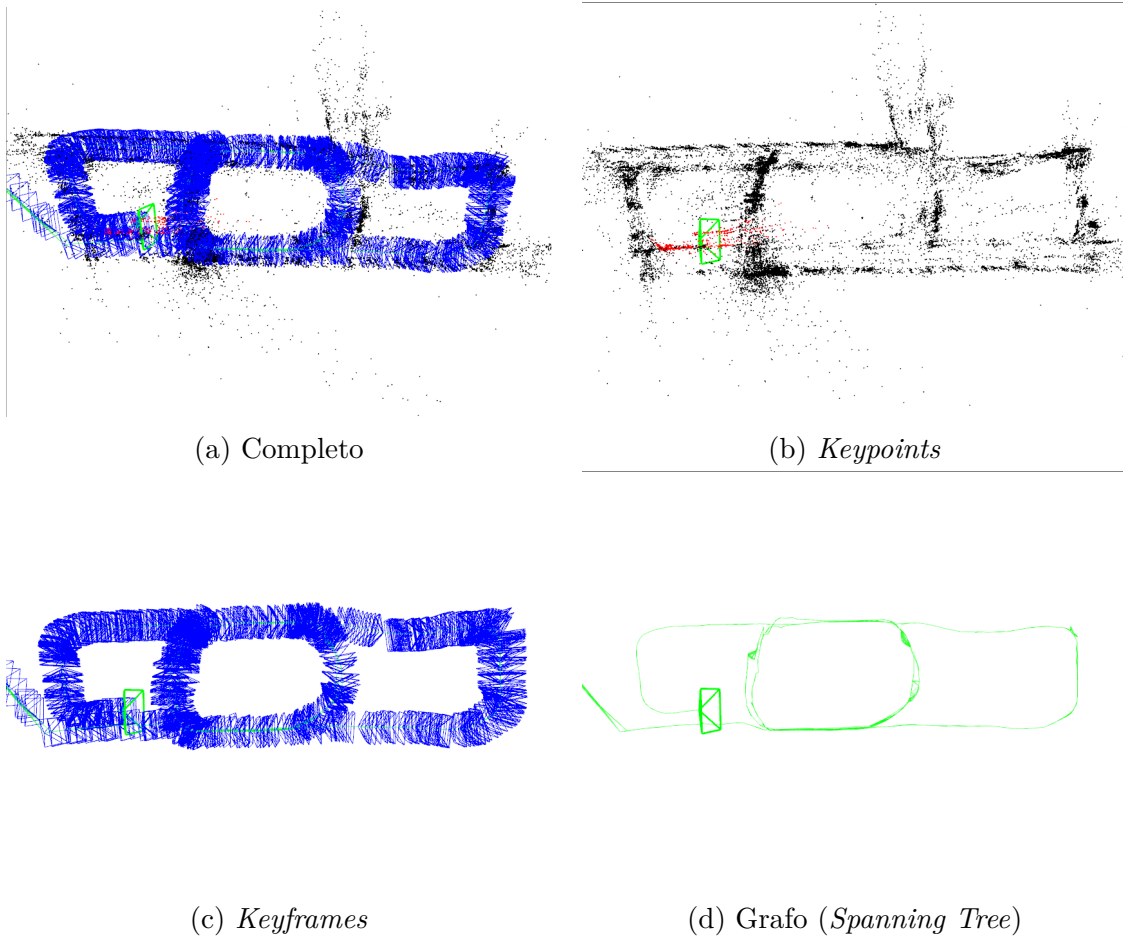 (a) Completo
(b) Keypoints
(c) Keyframes
(d) Grafo (Spanning Tree)